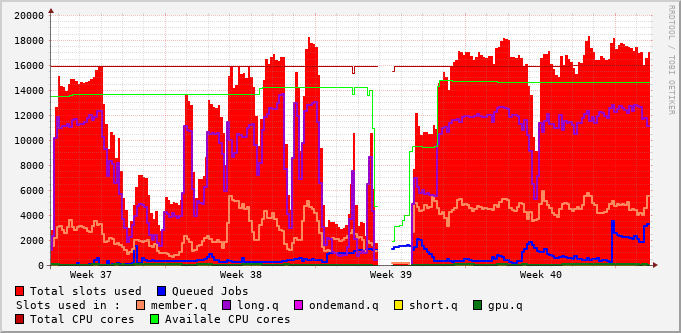 20000
18000
16000
14000
12000
10000
8000
6000
4000
2000
0
Week 37 Week 38 Week 39 Week 40
Total slots used Queued Jobs
Slots used in : member.q long.q ondemand.q short.q gpu.q
Total CPU cores Availale CPU cores
RRDTOOL / TOBI OETIKER